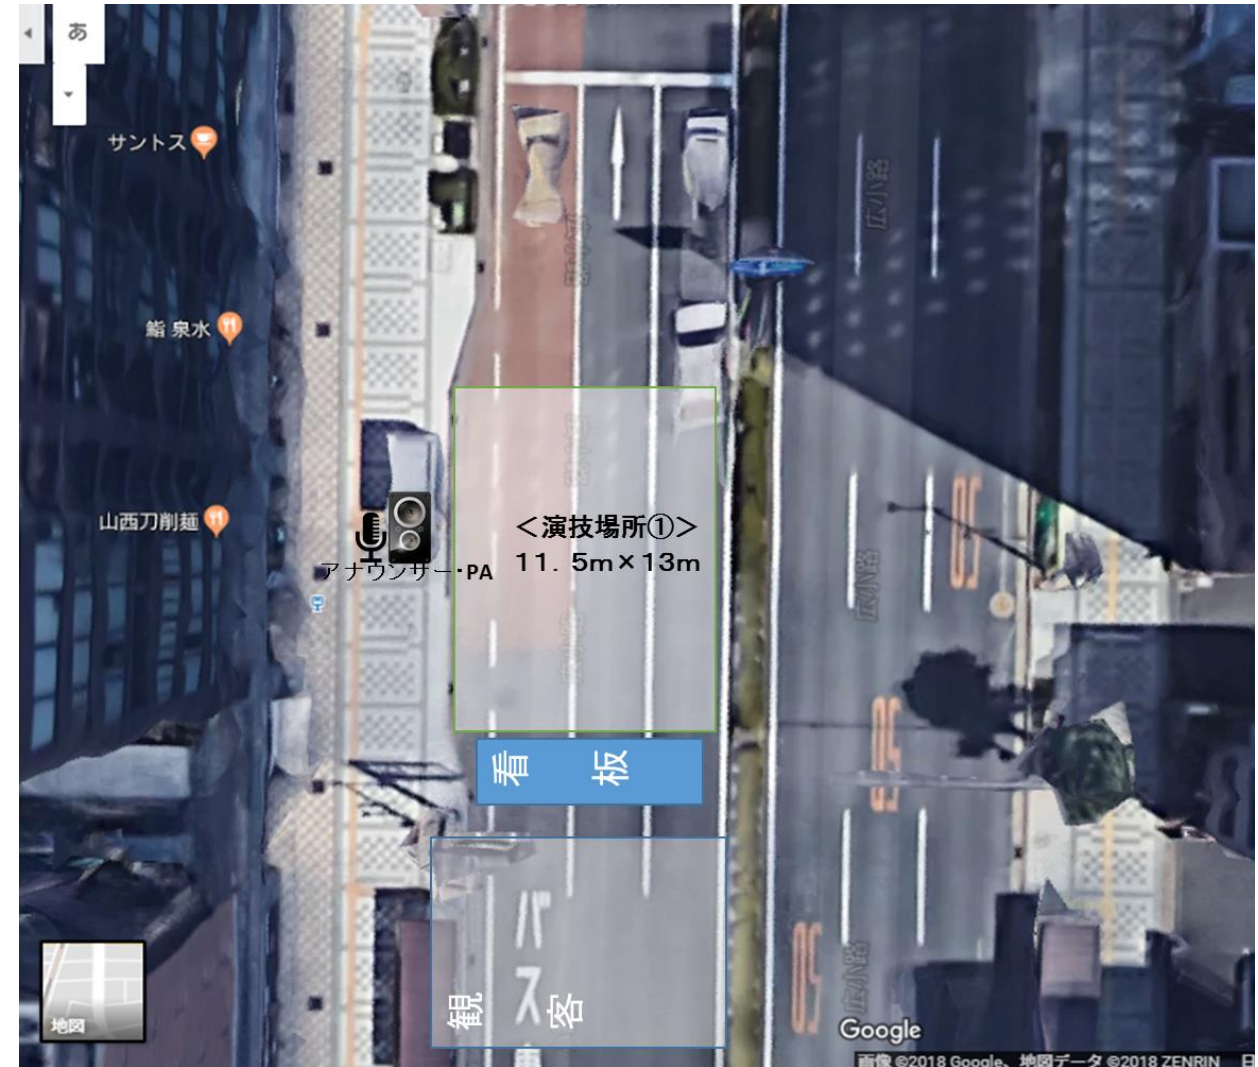 あ
サントス
鮨 泉水
山西刀削麺
＜演技場所①＞
11．5m×13m
アナウンサー・PA
看 板
バス
観 客
広小路
広小路
広小路
50
50
50
地図
Google
画像 ©2018 Google、地図データ ©2018 ZENRIN 日